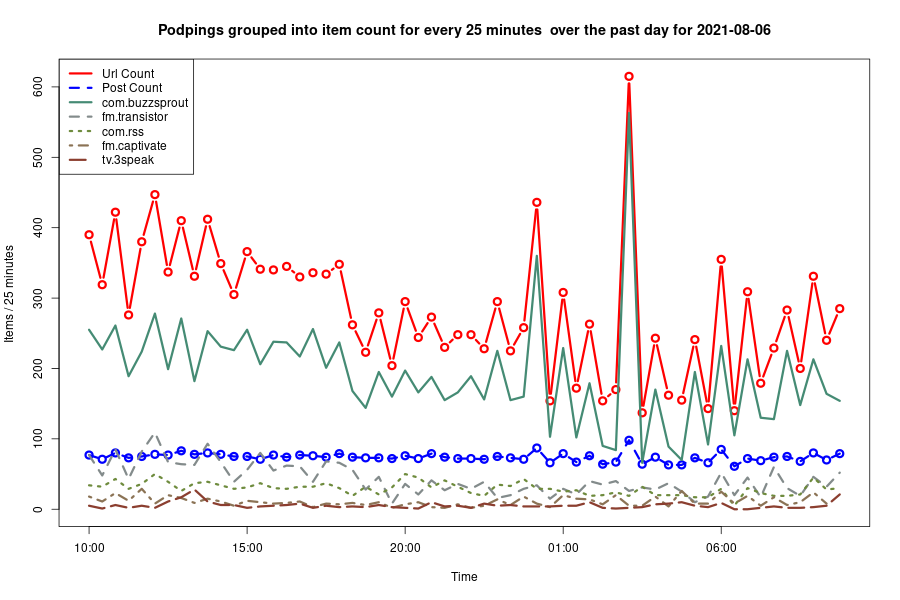 Podpings grouped into item count for every 25 minutes  over the past day for 2021-08-06
Url Count
Post Count
com.buzzsprout
fm.transistor
com.rss
fm.captivate
tv.3speak
Items / 25 minutes
600
500
400
300
200
100
0
10:00 15:00 20:00 01:00 06:00
Time